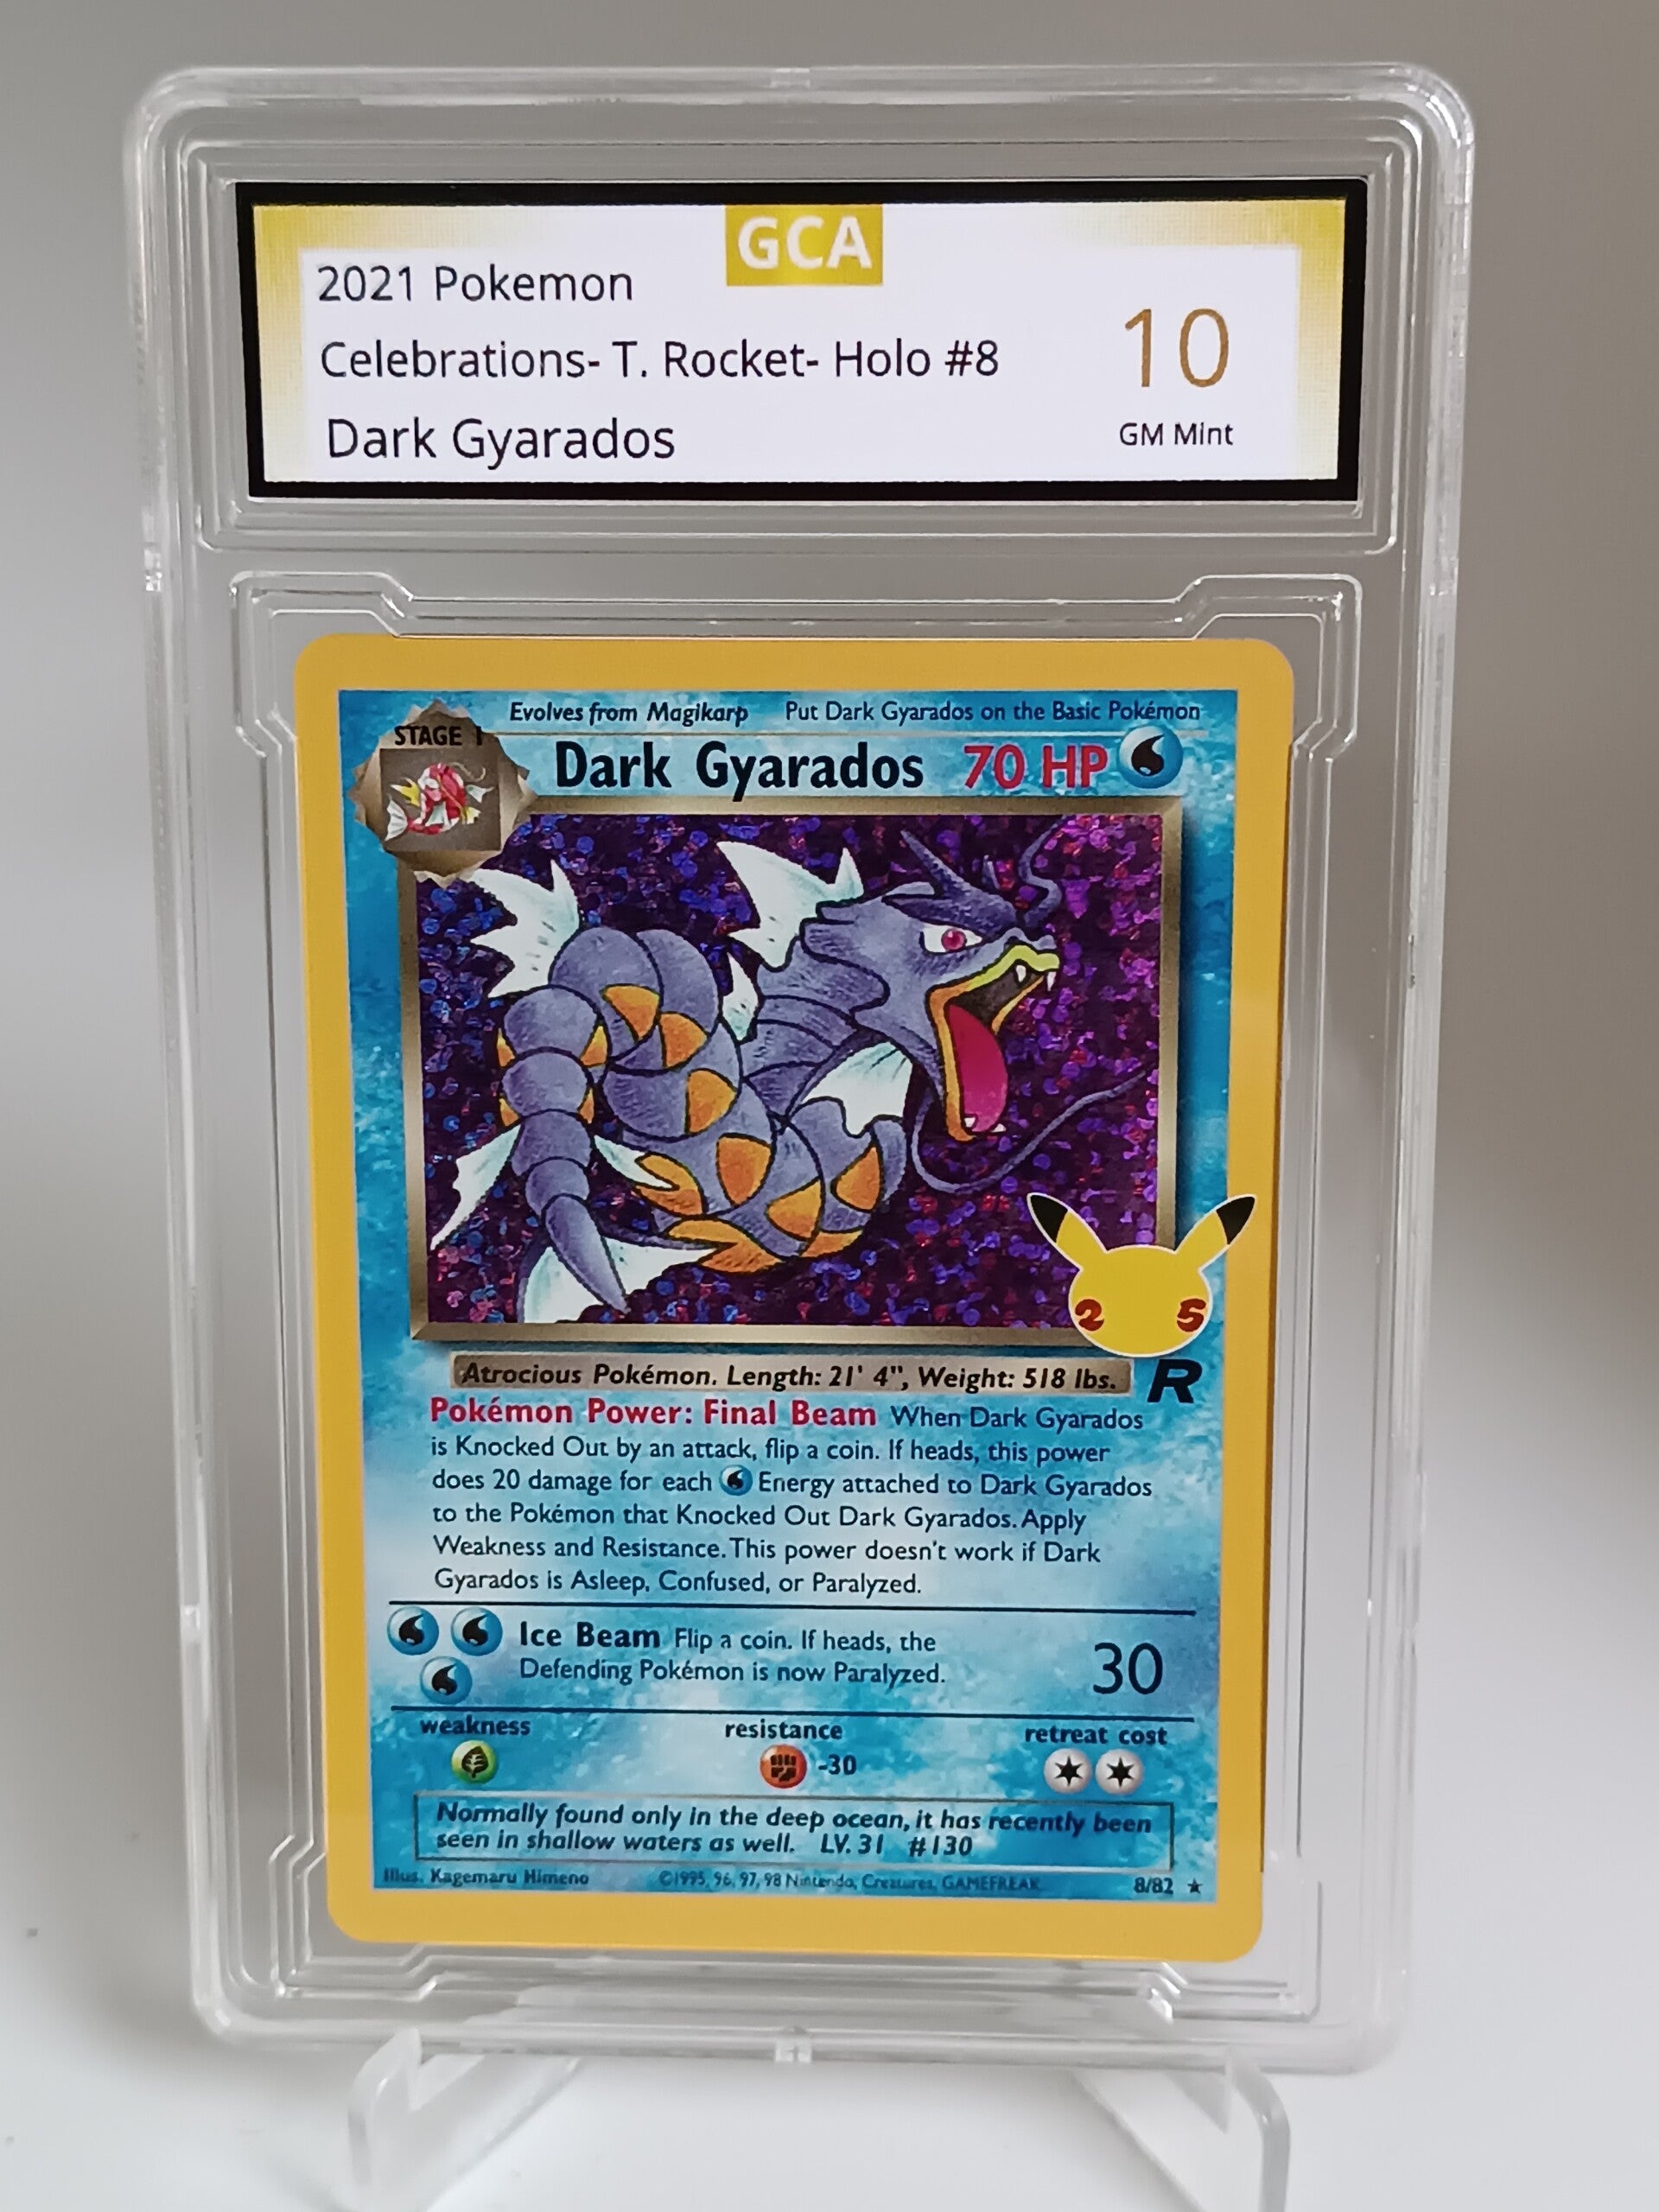 GCA
2021 Pokemon
Celebrations- T. Rocket- Holo #8
Dark Gyarados
10
GM Mint
Evolves from Magikarp Put Dark Gyarados on the Basic Pokémon
STAGE 1
Dark Gyarados 70 HP
25
Atrocious Pokémon. Length: 21' 4", Weight: 518 lbs.
R
Pokémon Power: Final Beam When Dark Gyarados
is Knocked Out by an attack, flip a coin. If heads, this power
does 20 damage for each Energy attached to Dark Gyarados
to the Pokémon that Knocked Out Dark Gyarados. Apply
Weakness and Resistance. This power doesn't work if Dark
Gyarados is Asleep, Confused, or Paralyzed.
Ice Beam Flip a coin. If heads, the
Defending Pokémon is now Paralyzed.
30
weakness resistance retreat cost
-30
Normally found only in the deep ocean, it has recently been
seen in shallow waters as well. LV. 31 #130
Illus. Kagemaru Himeno ©1995, 96, 97, 98 Nintendo, Creatures, GAMEFREAK 8/82 ★